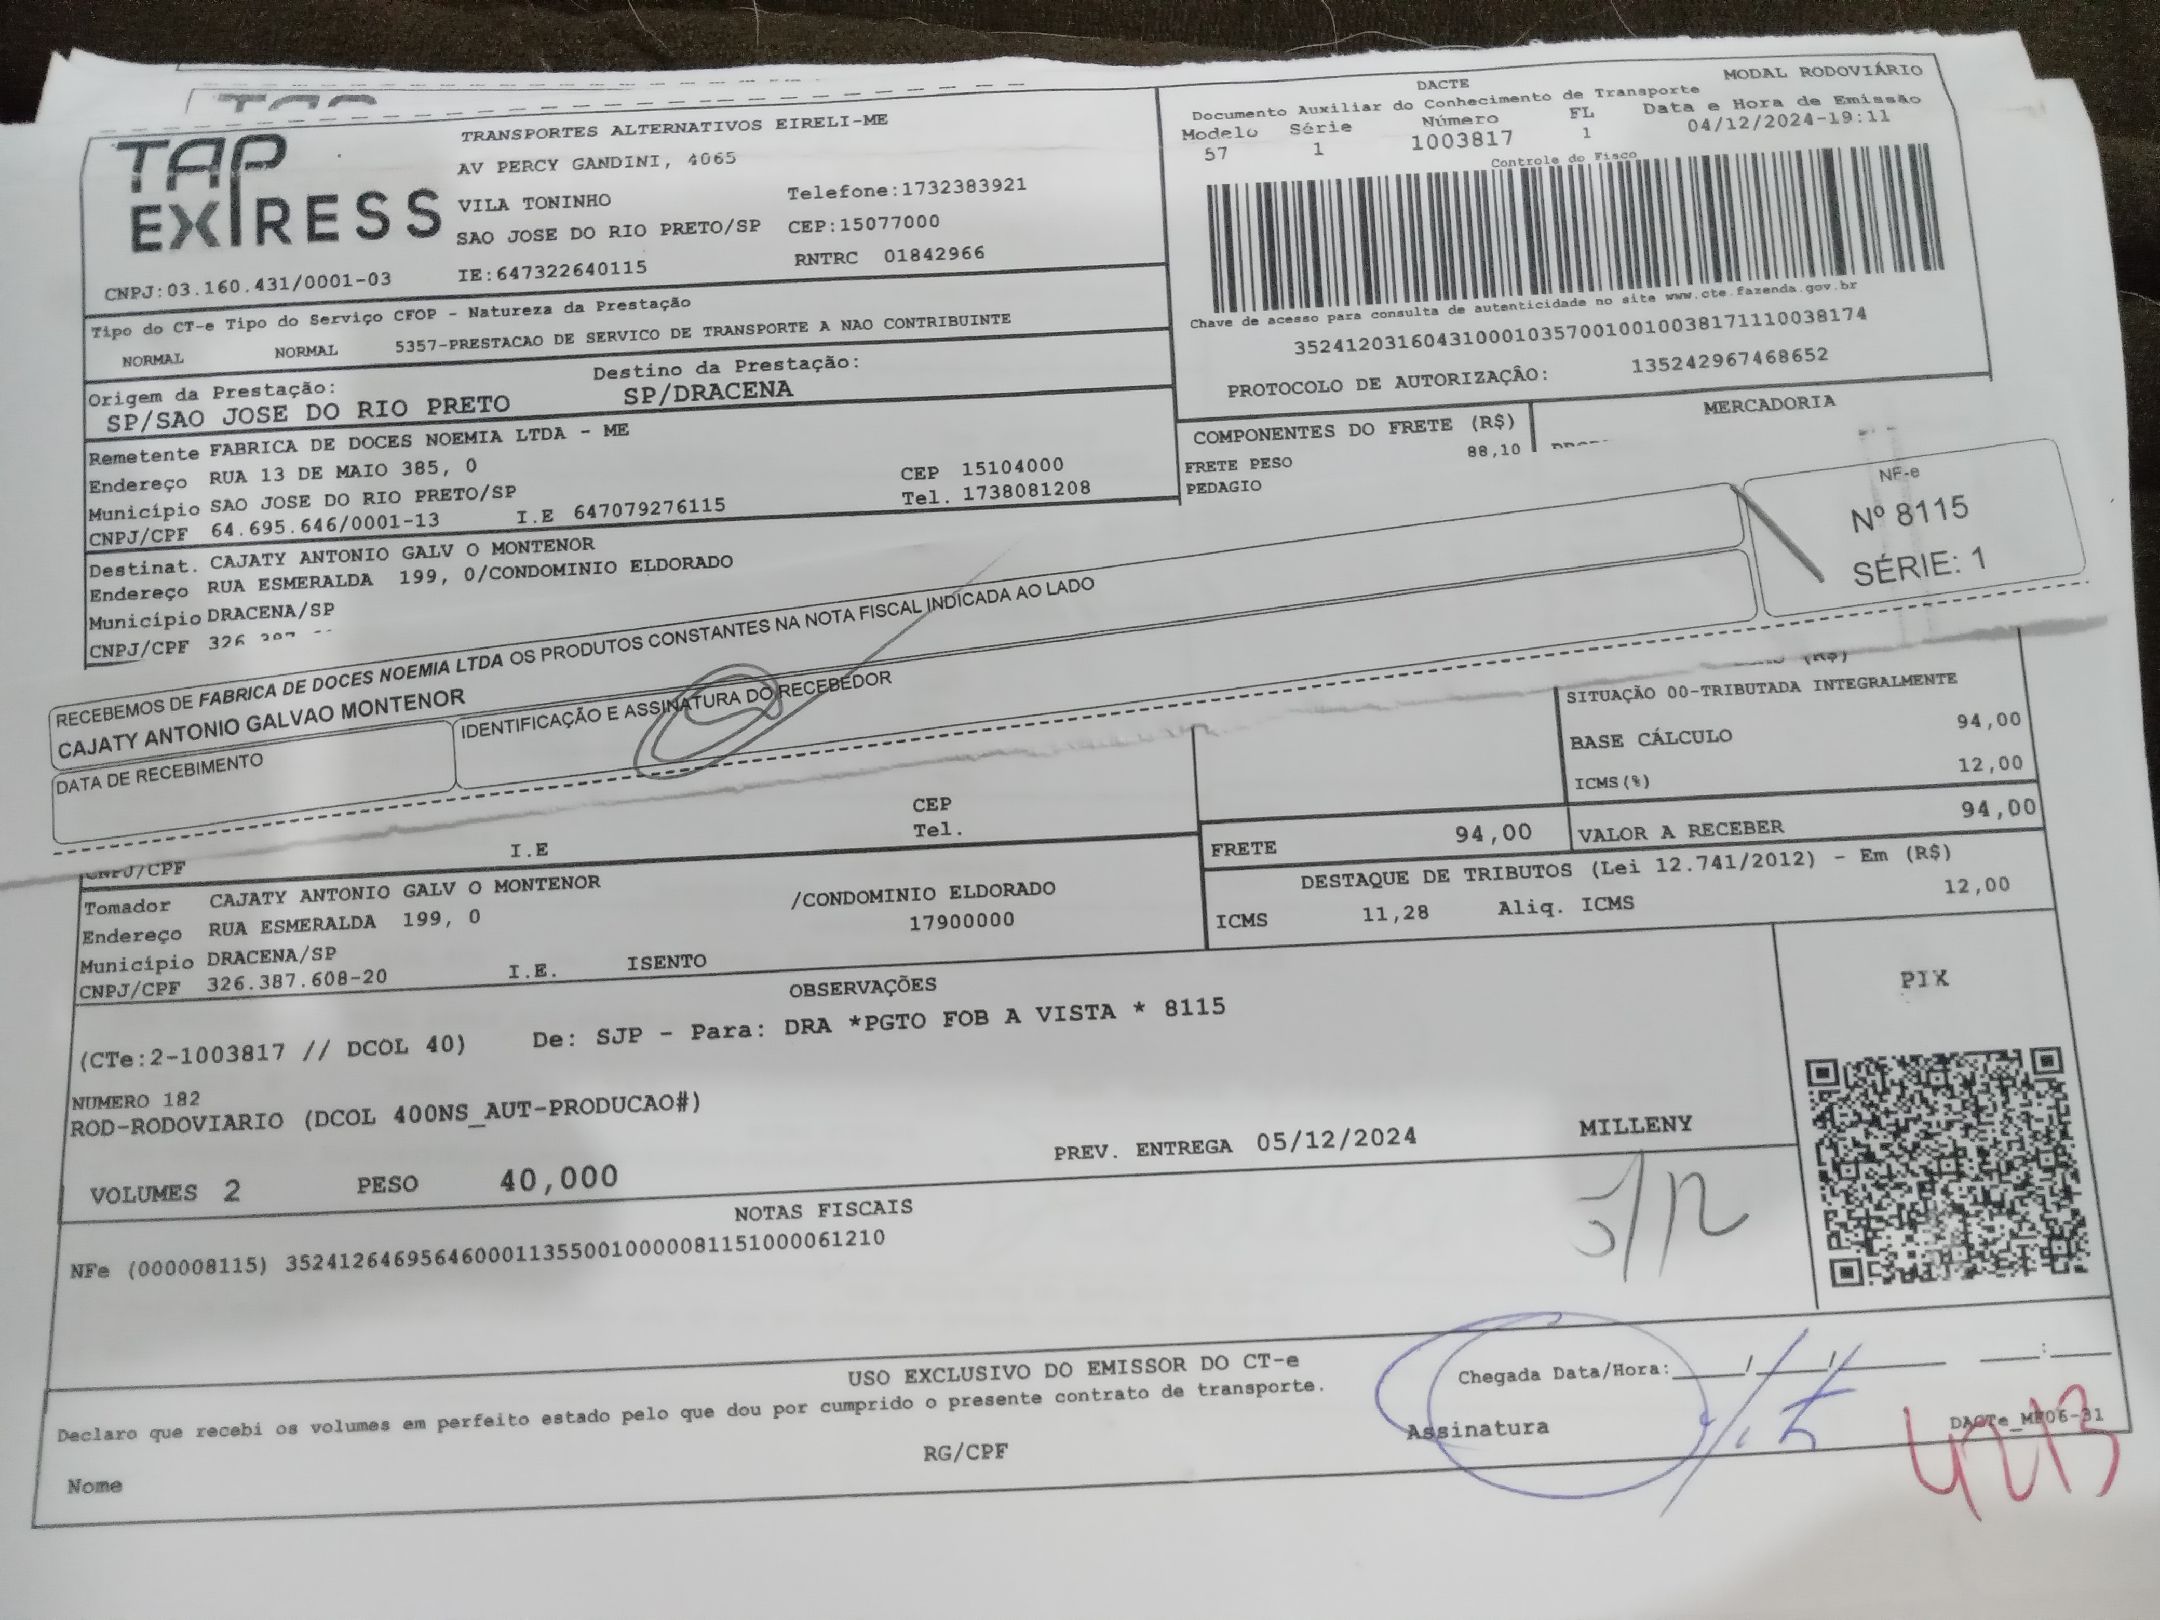 TAP EXPRESS
TRANSPORTES ALTERNATIVOS EIRELI-ME
AV PERCY GANDINI, 4065
VILA TONINHO Telefone:1732383921
SAO JOSE DO RIO PRETO/SP CEP:15077000
CNPJ:03.160.431/0001-03 IE:647322640115 RNTRC 01842966
DACTE MODAL RODOVIÁRIO
Documento Auxiliar do Conhecimento de Transporte
Modelo Série Número FL Data e Hora de Emissão
57 1 1003817 1 04/12/2024-19:11
Controle do Fisco
Chave de acesso para consulta de autenticidade no site www.cte.fazenda.gov.br
35241203160431000103570010010038171110038174
PROTOCOLO DE AUTORIZAÇÃO: 135242967468652
Tipo do CT-e Tipo do Serviço CFOP - Natureza da Prestação
NORMAL NORMAL 5357-PRESTACAO DE SERVICO DE TRANSPORTE A NAO CONTRIBUINTE
Origem da Prestação: Destino da Prestação:
SP/SAO JOSE DO RIO PRETO SP/DRACENA
Remetente FABRICA DE DOCES NOEMIA LTDA - ME
Endereço RUA 13 DE MAIO 385, 0 CEP 15104000
Município SAO JOSE DO RIO PRETO/SP Tel. 1738081208
CNPJ/CPF 64.695.646/0001-13 I.E 647079276115
COMPONENTES DO FRETE (R$) MERCADORIA
FRETE PESO 88,10
PEDAGIO
Destinat. CAJATY ANTONIO GALV O MONTENOR
Endereço RUA ESMERALDA 199, 0/CONDOMINIO ELDORADO
Município DRACENA/SP
CNPJ/CPF 326
NF-e
Nº 8115
SÉRIE: 1
RECEBEMOS DE FABRICA DE DOCES NOEMIA LTDA OS PRODUTOS CONSTANTES NA NOTA FISCAL INDICADA AO LADO
CAJATY ANTONIO GALVAO MONTENOR
DATA DE RECEBIMENTO IDENTIFICAÇÃO E ASSINATURA DO RECEBEDOR
SITUAÇÃO 00-TRIBUTADA INTEGRALMENTE
BASE CÁLCULO 94,00
ICMS(%) 12,00
CEP
Tel.
CNPJ/CPF I.E
FRETE 94,00 VALOR A RECEBER 94,00
DESTAQUE DE TRIBUTOS (Lei 12.741/2012) - Em (R$)
ICMS 11,28 Aliq. ICMS 12,00
Tomador CAJATY ANTONIO GALV O MONTENOR
Endereço RUA ESMERALDA 199, 0 /CONDOMINIO ELDORADO
Município DRACENA/SP 17900000
CNPJ/CPF 326.387.608-20 I.E. ISENTO
OBSERVAÇÕES
(CTe:2-1003817 // DCOL 40) De: SJP - Para: DRA *PGTO FOB A VISTA * 8115
PIX
NUMERO 182
ROD-RODOVIARIO (DCOL 400NS_AUT-PRODUCAO#)
VOLUMES 2 PESO 40,000 PREV. ENTREGA 05/12/2024 MILLENY
5/12
NOTAS FISCAIS
NFe (000008115) 35241264695646000113550010000081151000061210
USO EXCLUSIVO DO EMISSOR DO CT-e
Declaro que recebi os volumes em perfeito estado pelo que dou por cumprido o presente contrato de transporte.
Chegada Data/Hora:____/____/______ ____:____
Nome RG/CPF Assinatura DACTe_MF06-31
4213